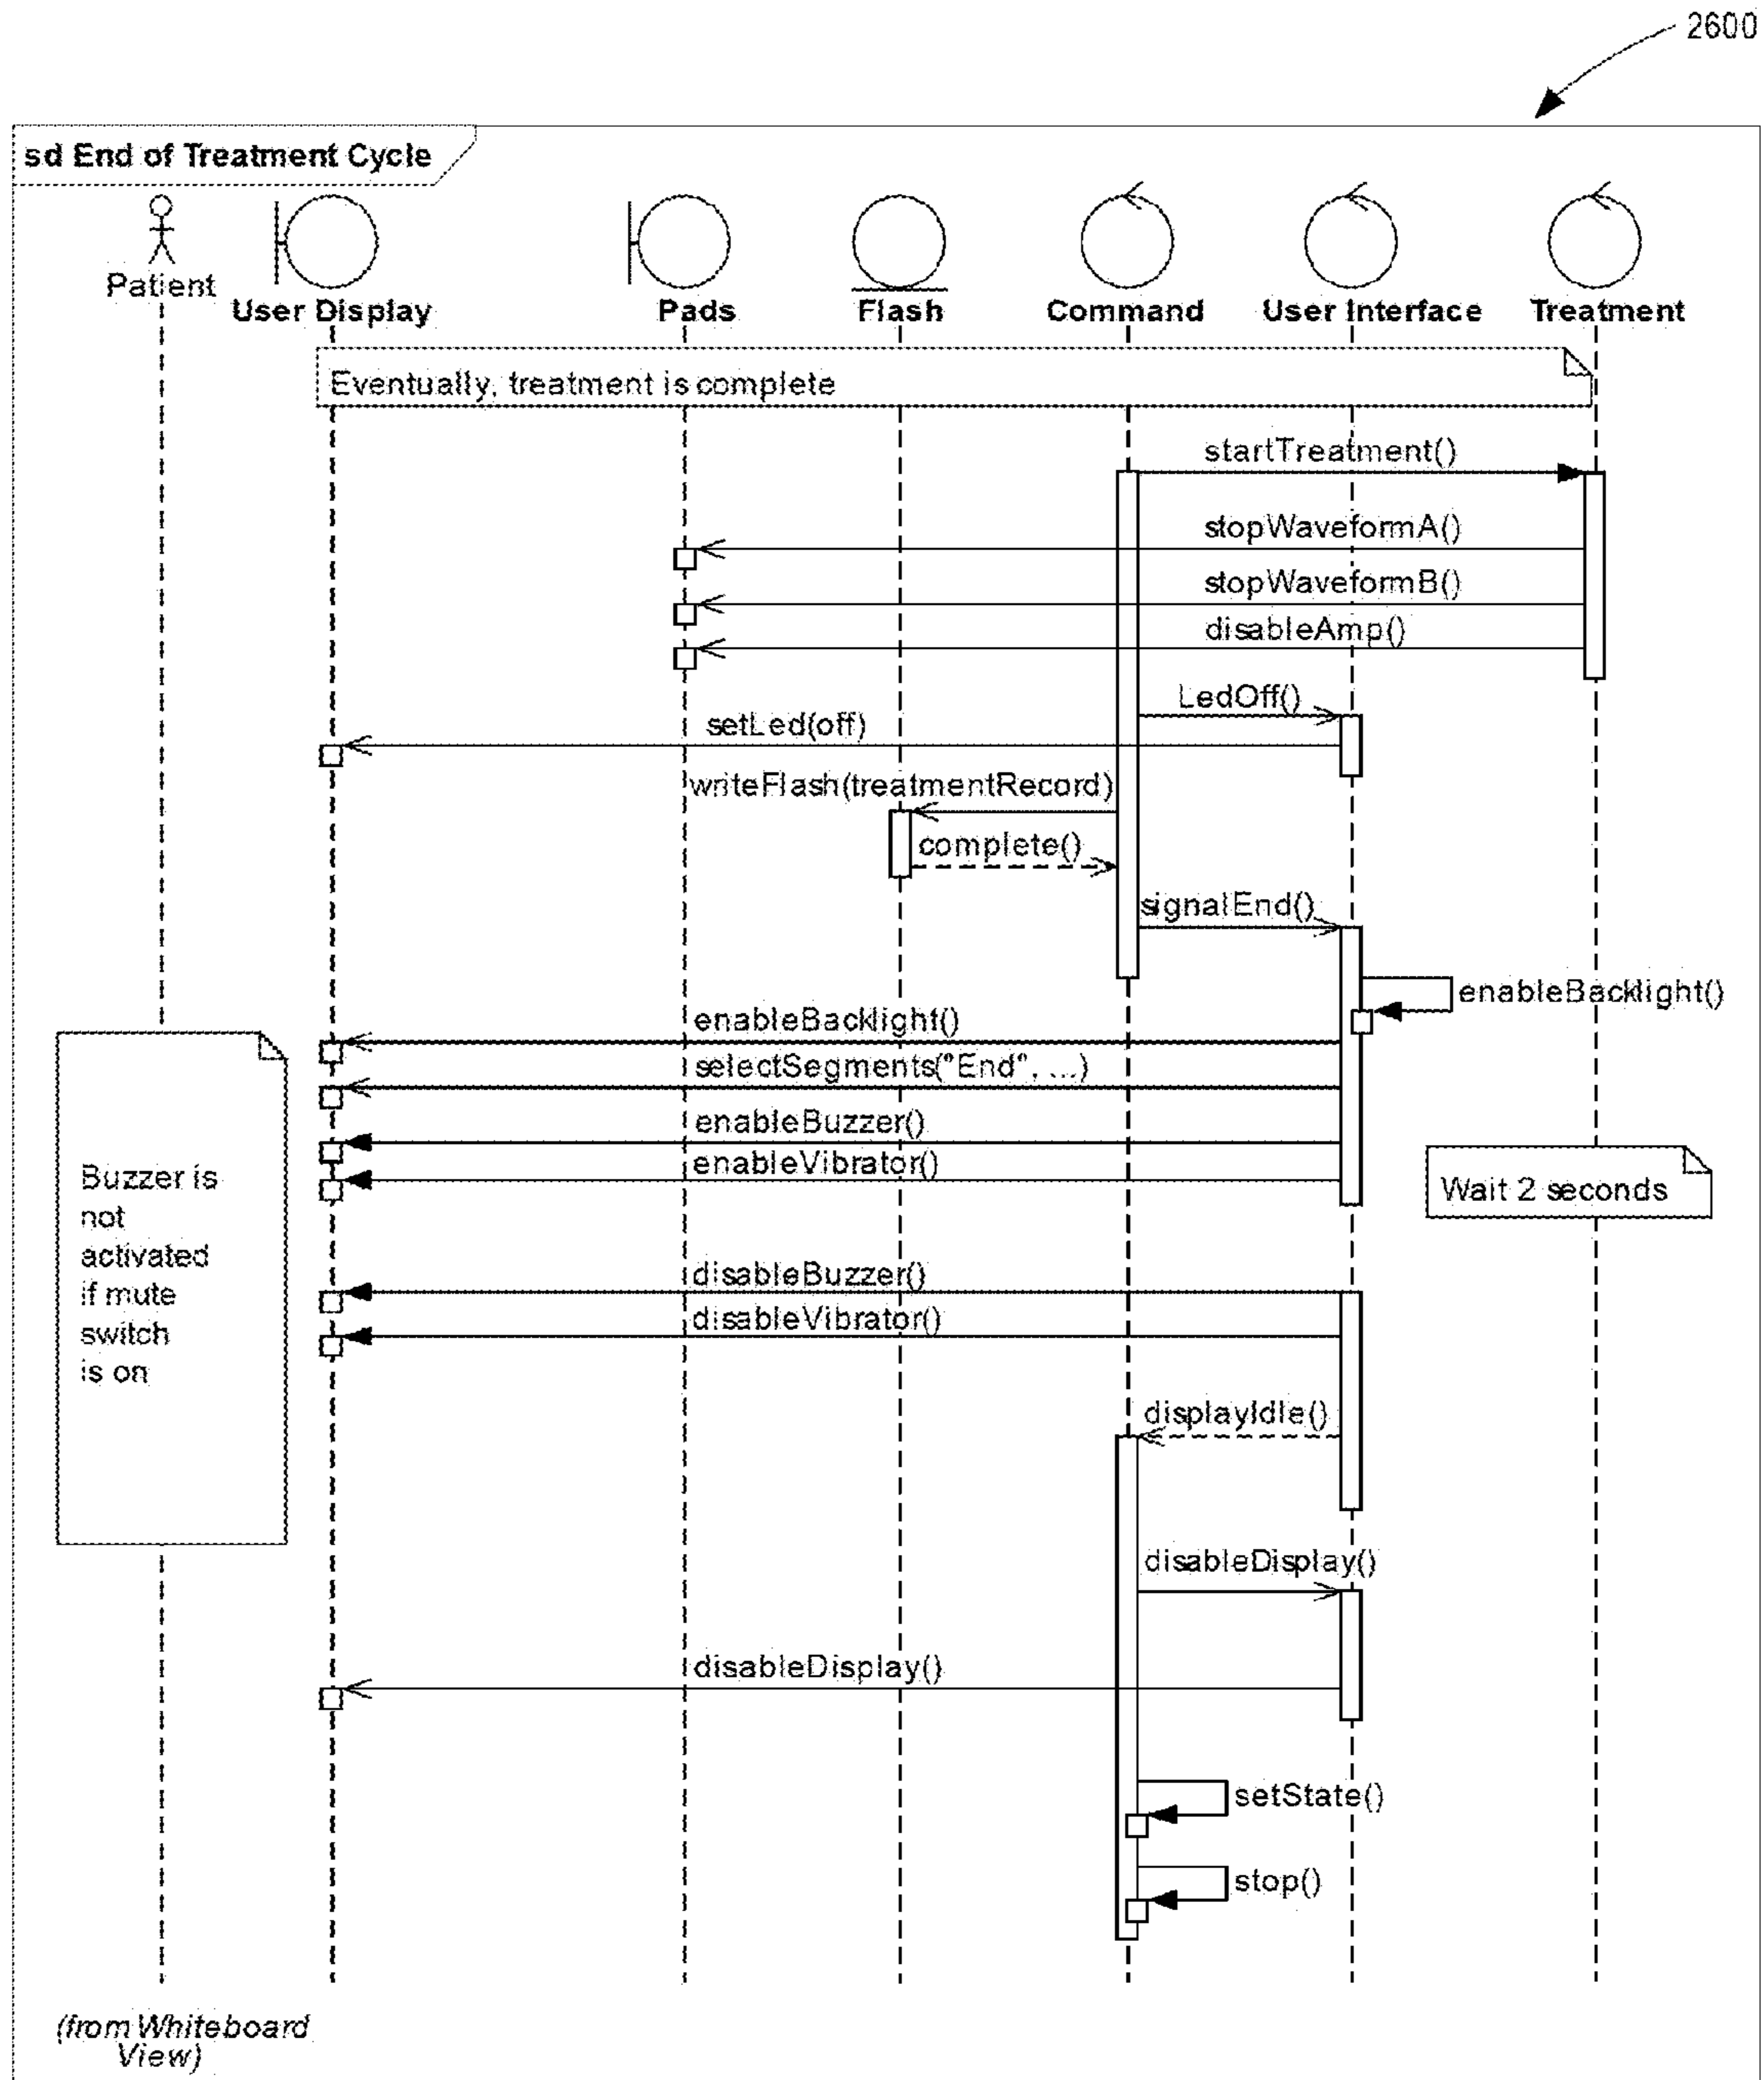 2600
sd End of Treatment Cycle
Patient
User Display
Pads
Flash
Command
User Interface
Treatment
Eventually, treatment is complete
startTreatment()
stopWaveformA()
stopWaveformB()
disableAmp()
LedOff()
setLed(off)
writeFlash(treatmentRecord)
complete()
signalEnd()
enableBacklight()
enableBacklight()
selectSegments("End", ...)
enableBuzzer()
enableVibrator()
Wait 2 seconds
Buzzer is
not
activated
if mute
switch
is on
disableBuzzer()
disableVibrator()
displayIdle()
disableDisplay()
disableDisplay()
setState()
stop()
(from Whiteboard
View)